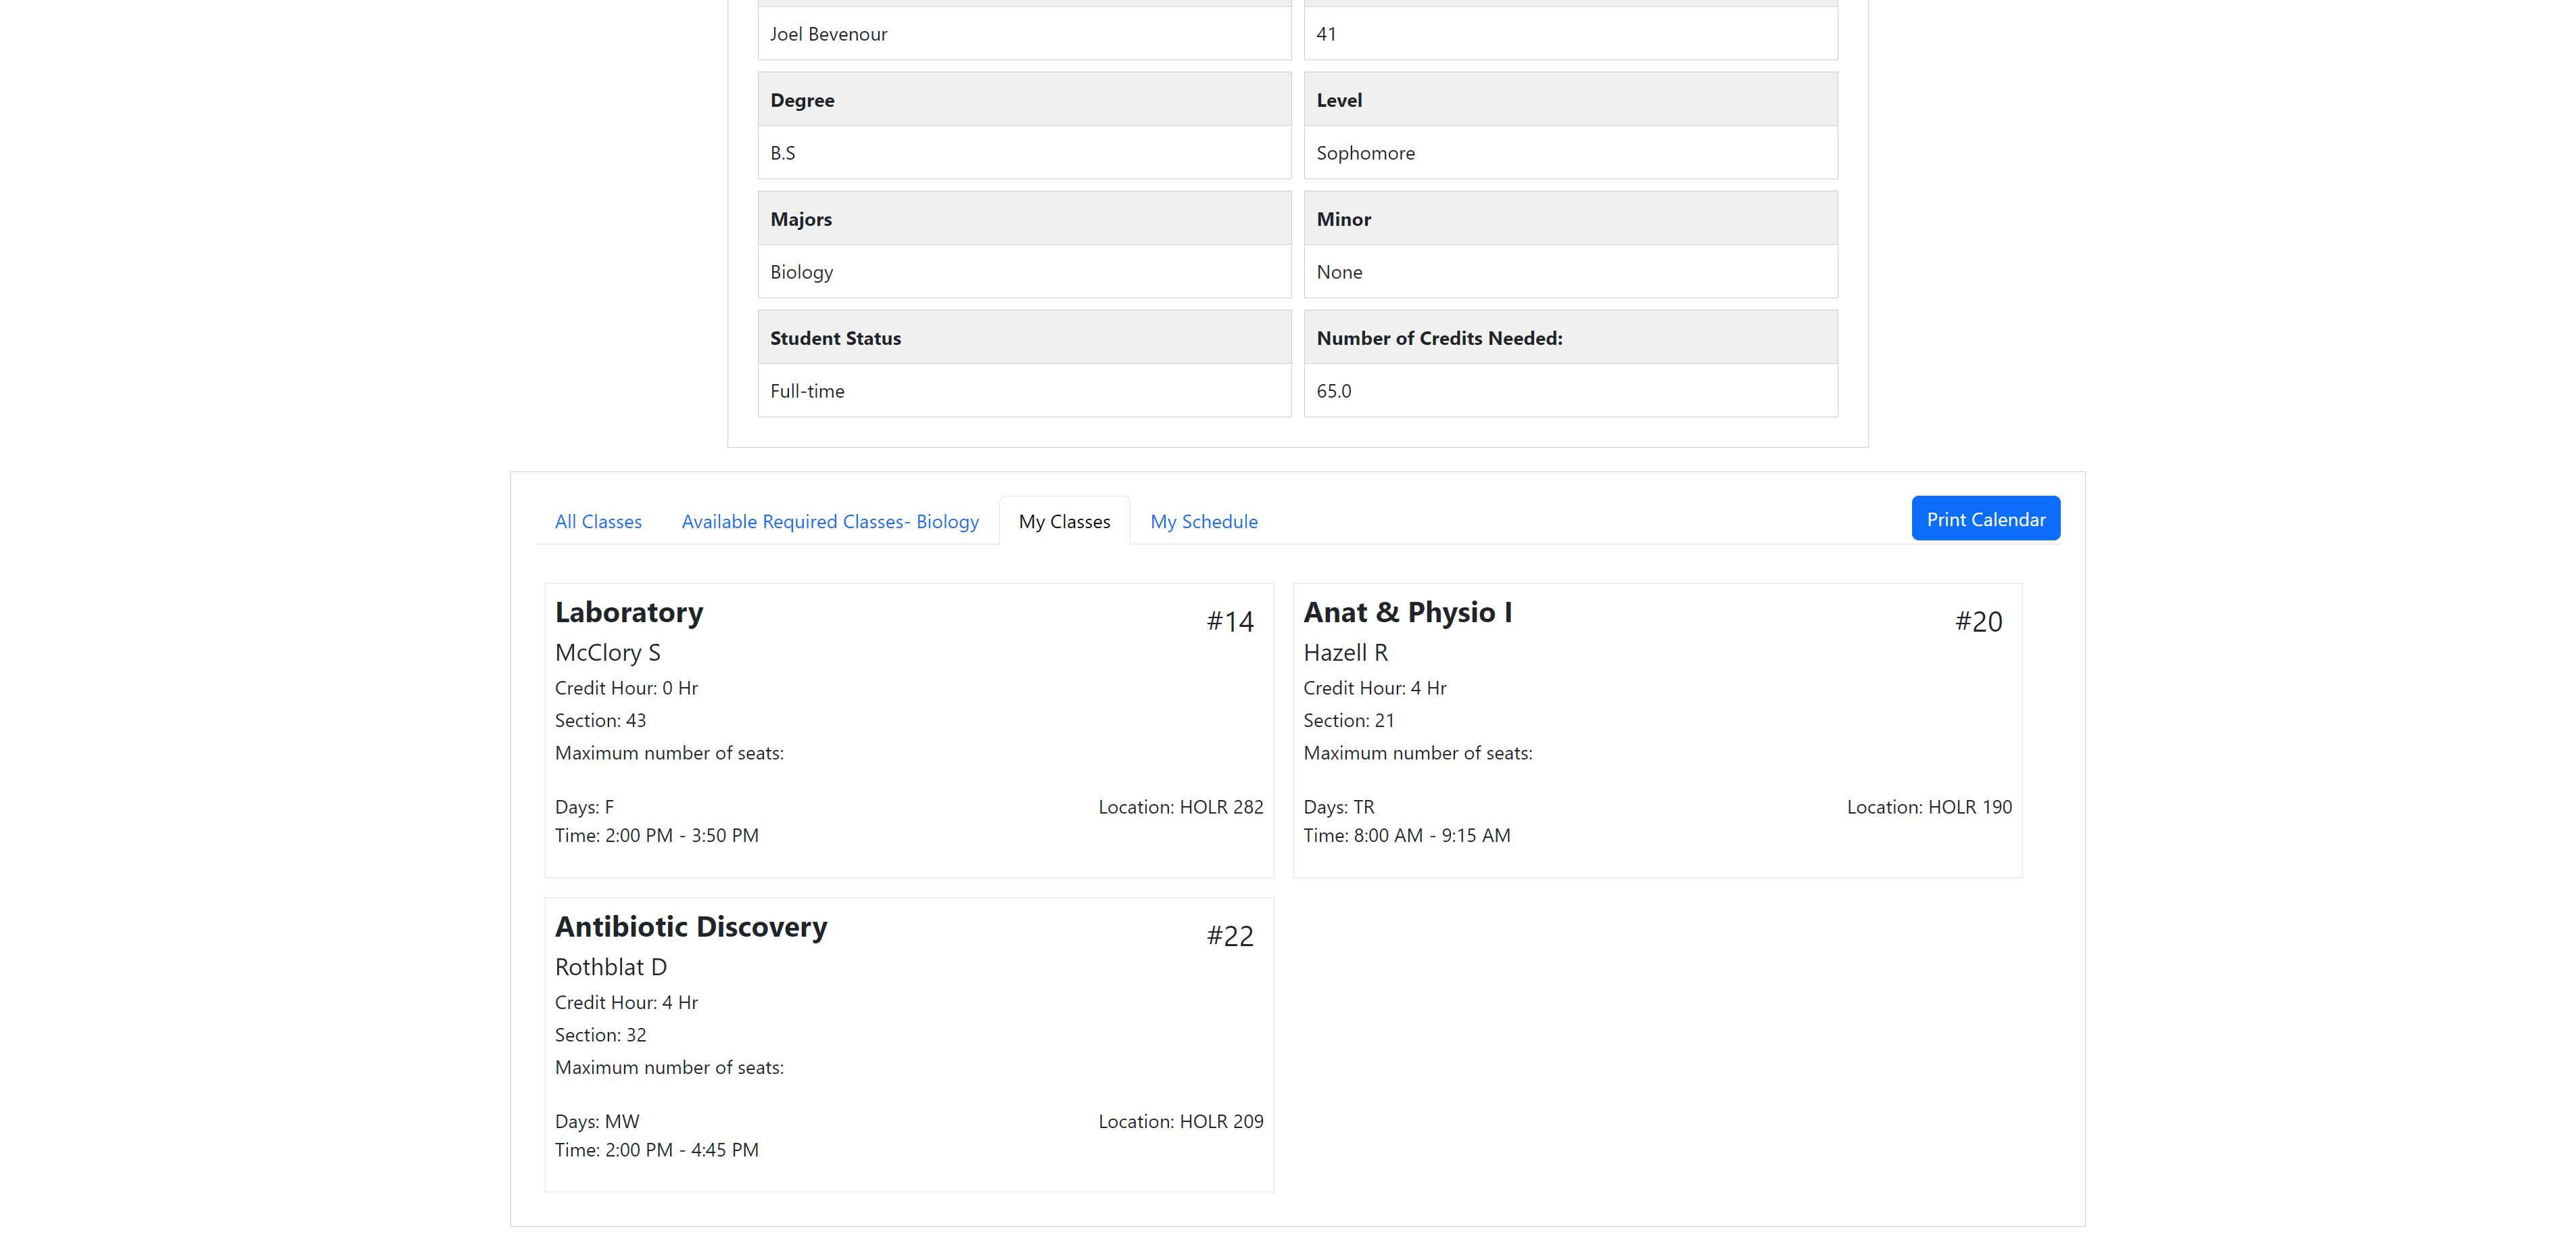 Joel Bevenour
41
Degree
Level
B.S
Sophomore
Majors
Minor
Biology
None
Student Status
Number of Credits Needed:
Full-time
65.0
All Classes
Available Required Classes- Biology
My Classes
My Schedule
Print Calendar
Laboratory
#14
McClory S
Credit Hour: 0 Hr
Section: 43
Maximum number of seats:
Days: F
Location: HOLR 282
Time: 2:00 PM - 3:50 PM
Anat & Physio I
#20
Hazell R
Credit Hour: 4 Hr
Section: 21
Maximum number of seats:
Days: TR
Location: HOLR 190
Time: 8:00 AM - 9:15 AM
Antibiotic Discovery
#22
Rothblat D
Credit Hour: 4 Hr
Section: 32
Maximum number of seats:
Days: MW
Location: HOLR 209
Time: 2:00 PM - 4:45 PM